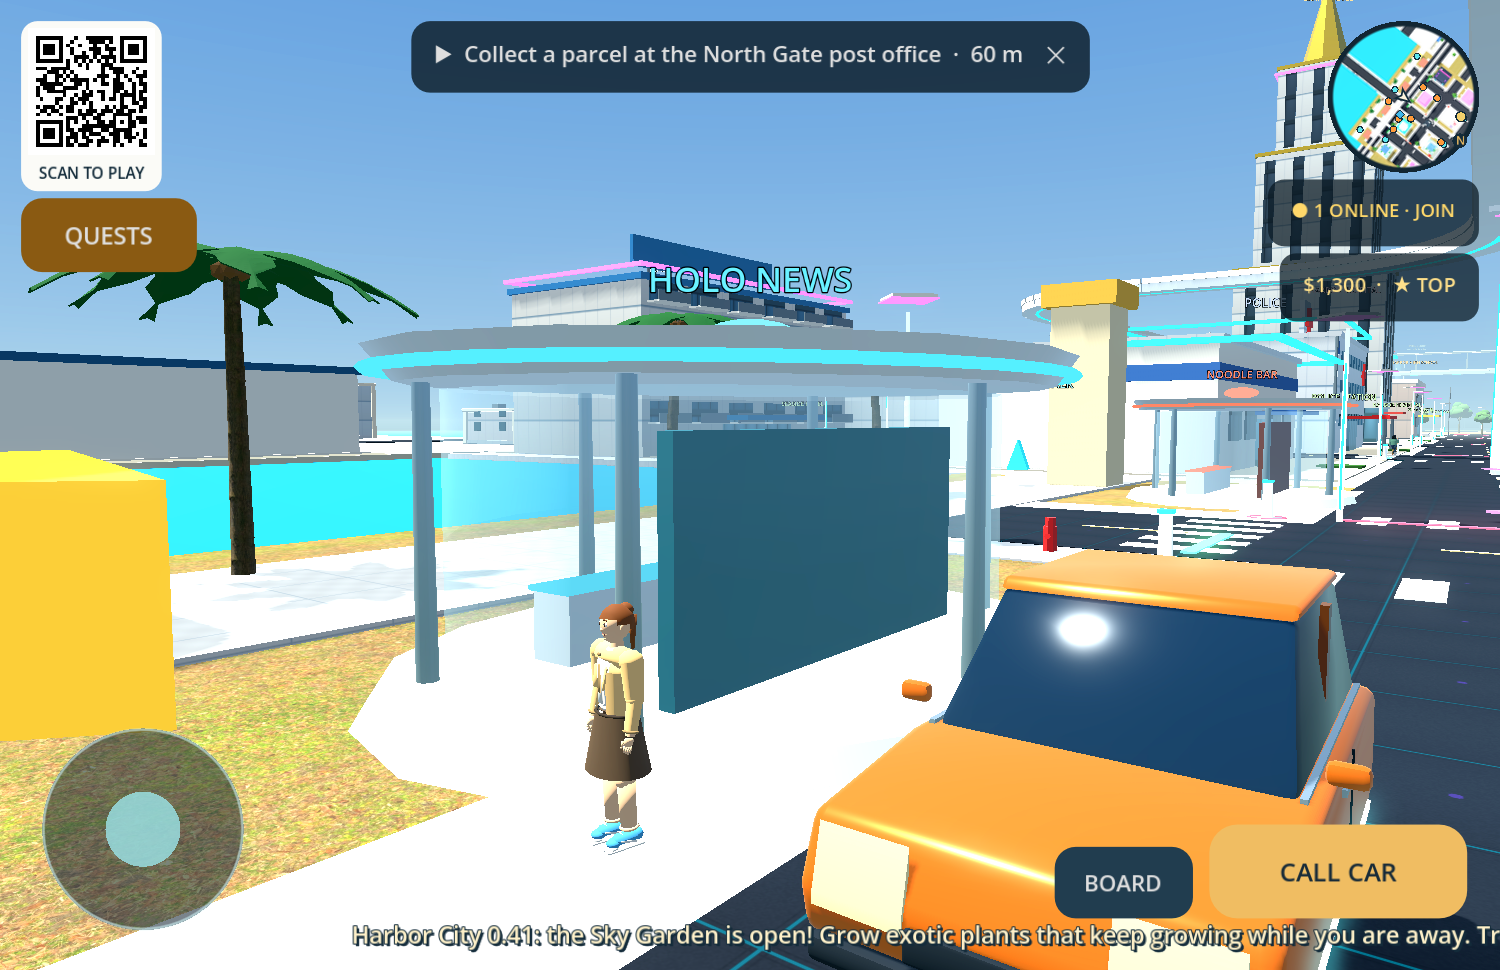 ▶ Collect a parcel at the North Gate post office · 60 m ✕
SCAN TO PLAY
QUESTS
N
1 ONLINE · JOIN
$1,300 · ★ TOP
HOLO NEWS
POLICE
NOODLE BAR
BOARD
CALL CAR
Harbor City 0.41: the Sky Garden is open! Grow exotic plants that keep growing while you are away. Tr